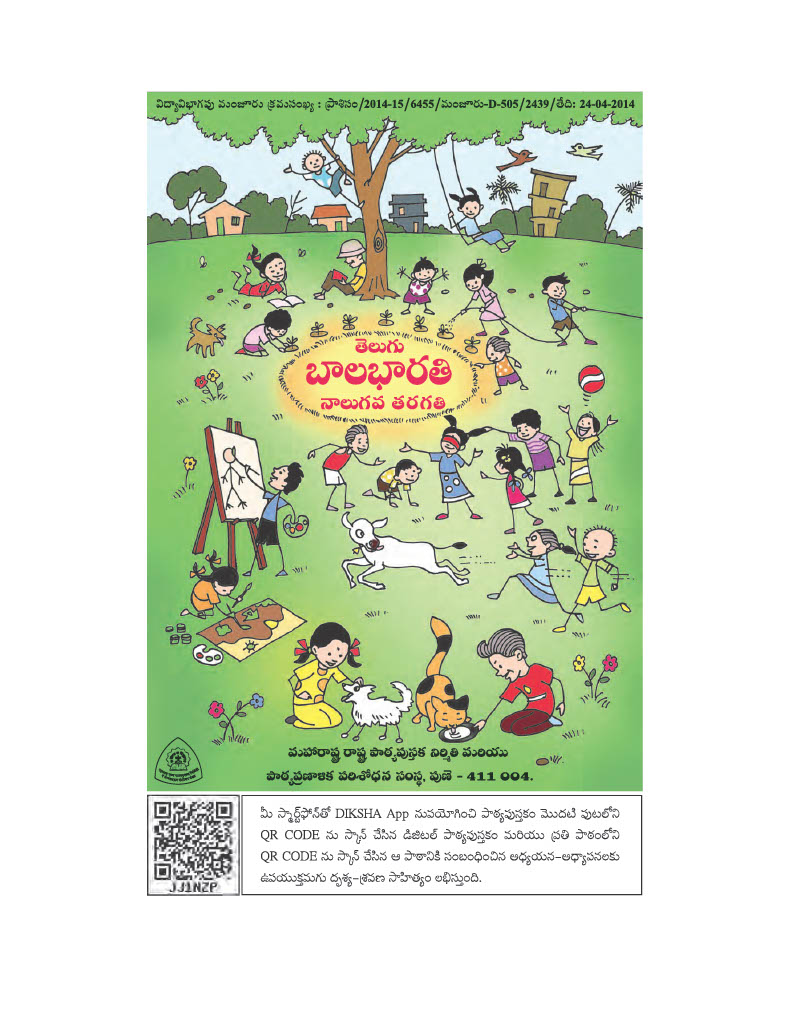 విద్యావిభాగపు మంజూరు క్రమసంఖ్య : ప్రాశిసం/2014-15/6455/మంజూరు-D-505/2439/తేది: 24-04-2014
తెలుగు
బాలభారతి
నాలుగవ తరగతి
మహారాష్ట్ర రాష్ట్ర పాఠ్యపుస్తక నిర్మితి మరియు
పాఠ్యప్రణాళిక పరిశోధన సంస్థ, పుణె - 411 004.
మీ స్మార్ట్‌ఫోన్‌తో DIKSHA App నుపయోగించి పాఠ్యపుస్తకం మొదటి పుటలోని
QR CODE ను స్కాన్ చేసిన డిజిటల్ పాఠ్యపుస్తకం మరియు ప్రతి పాఠంలోని
QR CODE ను స్కాన్ చేసిన ఆ పాఠానికి సంబంధించిన అధ్యయన-అధ్యాపనలకు
ఉపయుక్తమగు దృశ్య-శ్రవణ సాహిత్యం లభిస్తుంది.
JJ1NZP